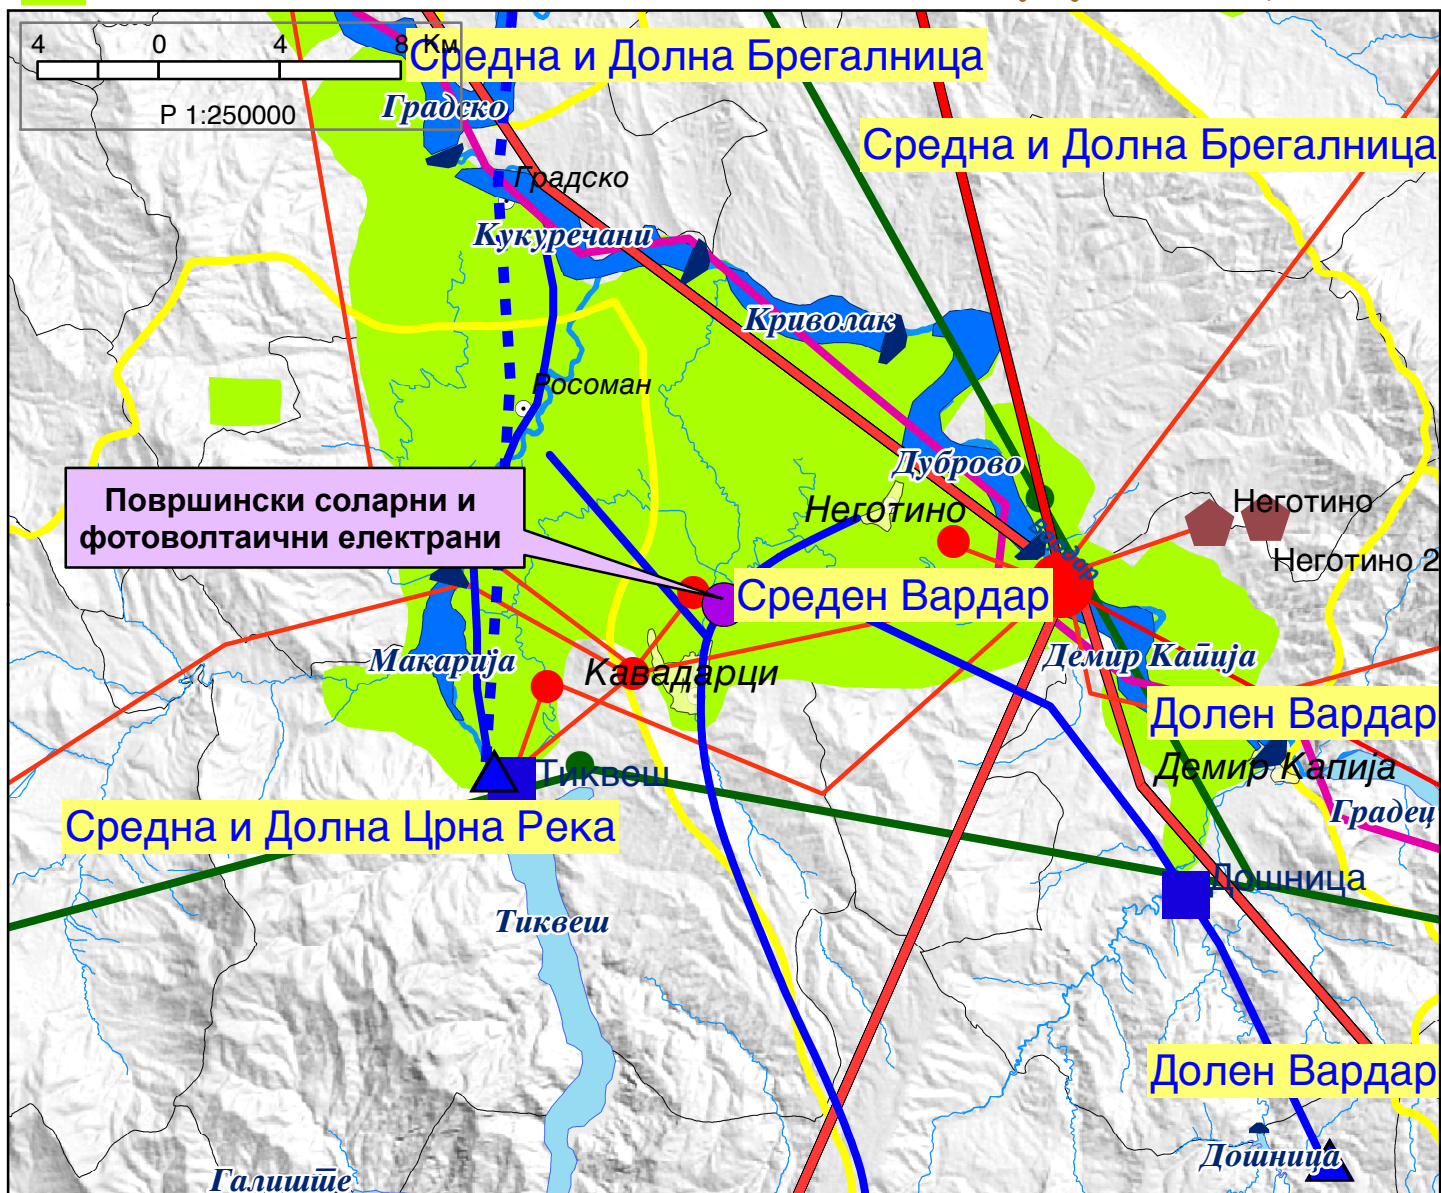 4 0 4 8 Км
Р 1:250000
Средна и Долна Брегалница
Градско
Средна и Долна Брегалница
Градско
Кукуречани
Криволак
Росоман
Дуброво
Површински соларни и
фотоволтаични електрани
Неготино
Неготино
Вардар
Неготино 2
Среден Вардар
Макарија
Кавадарци
Демир Капија
Долен Вардар
Тиквеш
Демир Капија
Градец
Средна и Долна Црна Река
Дошница
Тиквеш
Долен Вардар
Дошница
Галиште